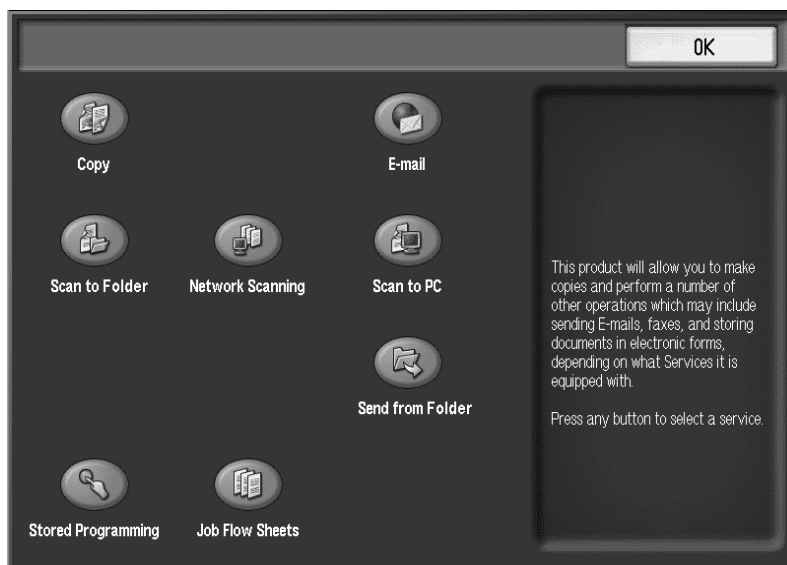 OK
Copy
E-mail
Scan to Folder
Network Scanning
Scan to PC
Send from Folder
Stored Programming
Job Flow Sheets
This product will allow you to make
copies and perform a number of
other operations which may include
sending E-mails, faxes, and storing
documents in electronic forms,
depending on what Services it is
equipped with.
Press any button to select a service.